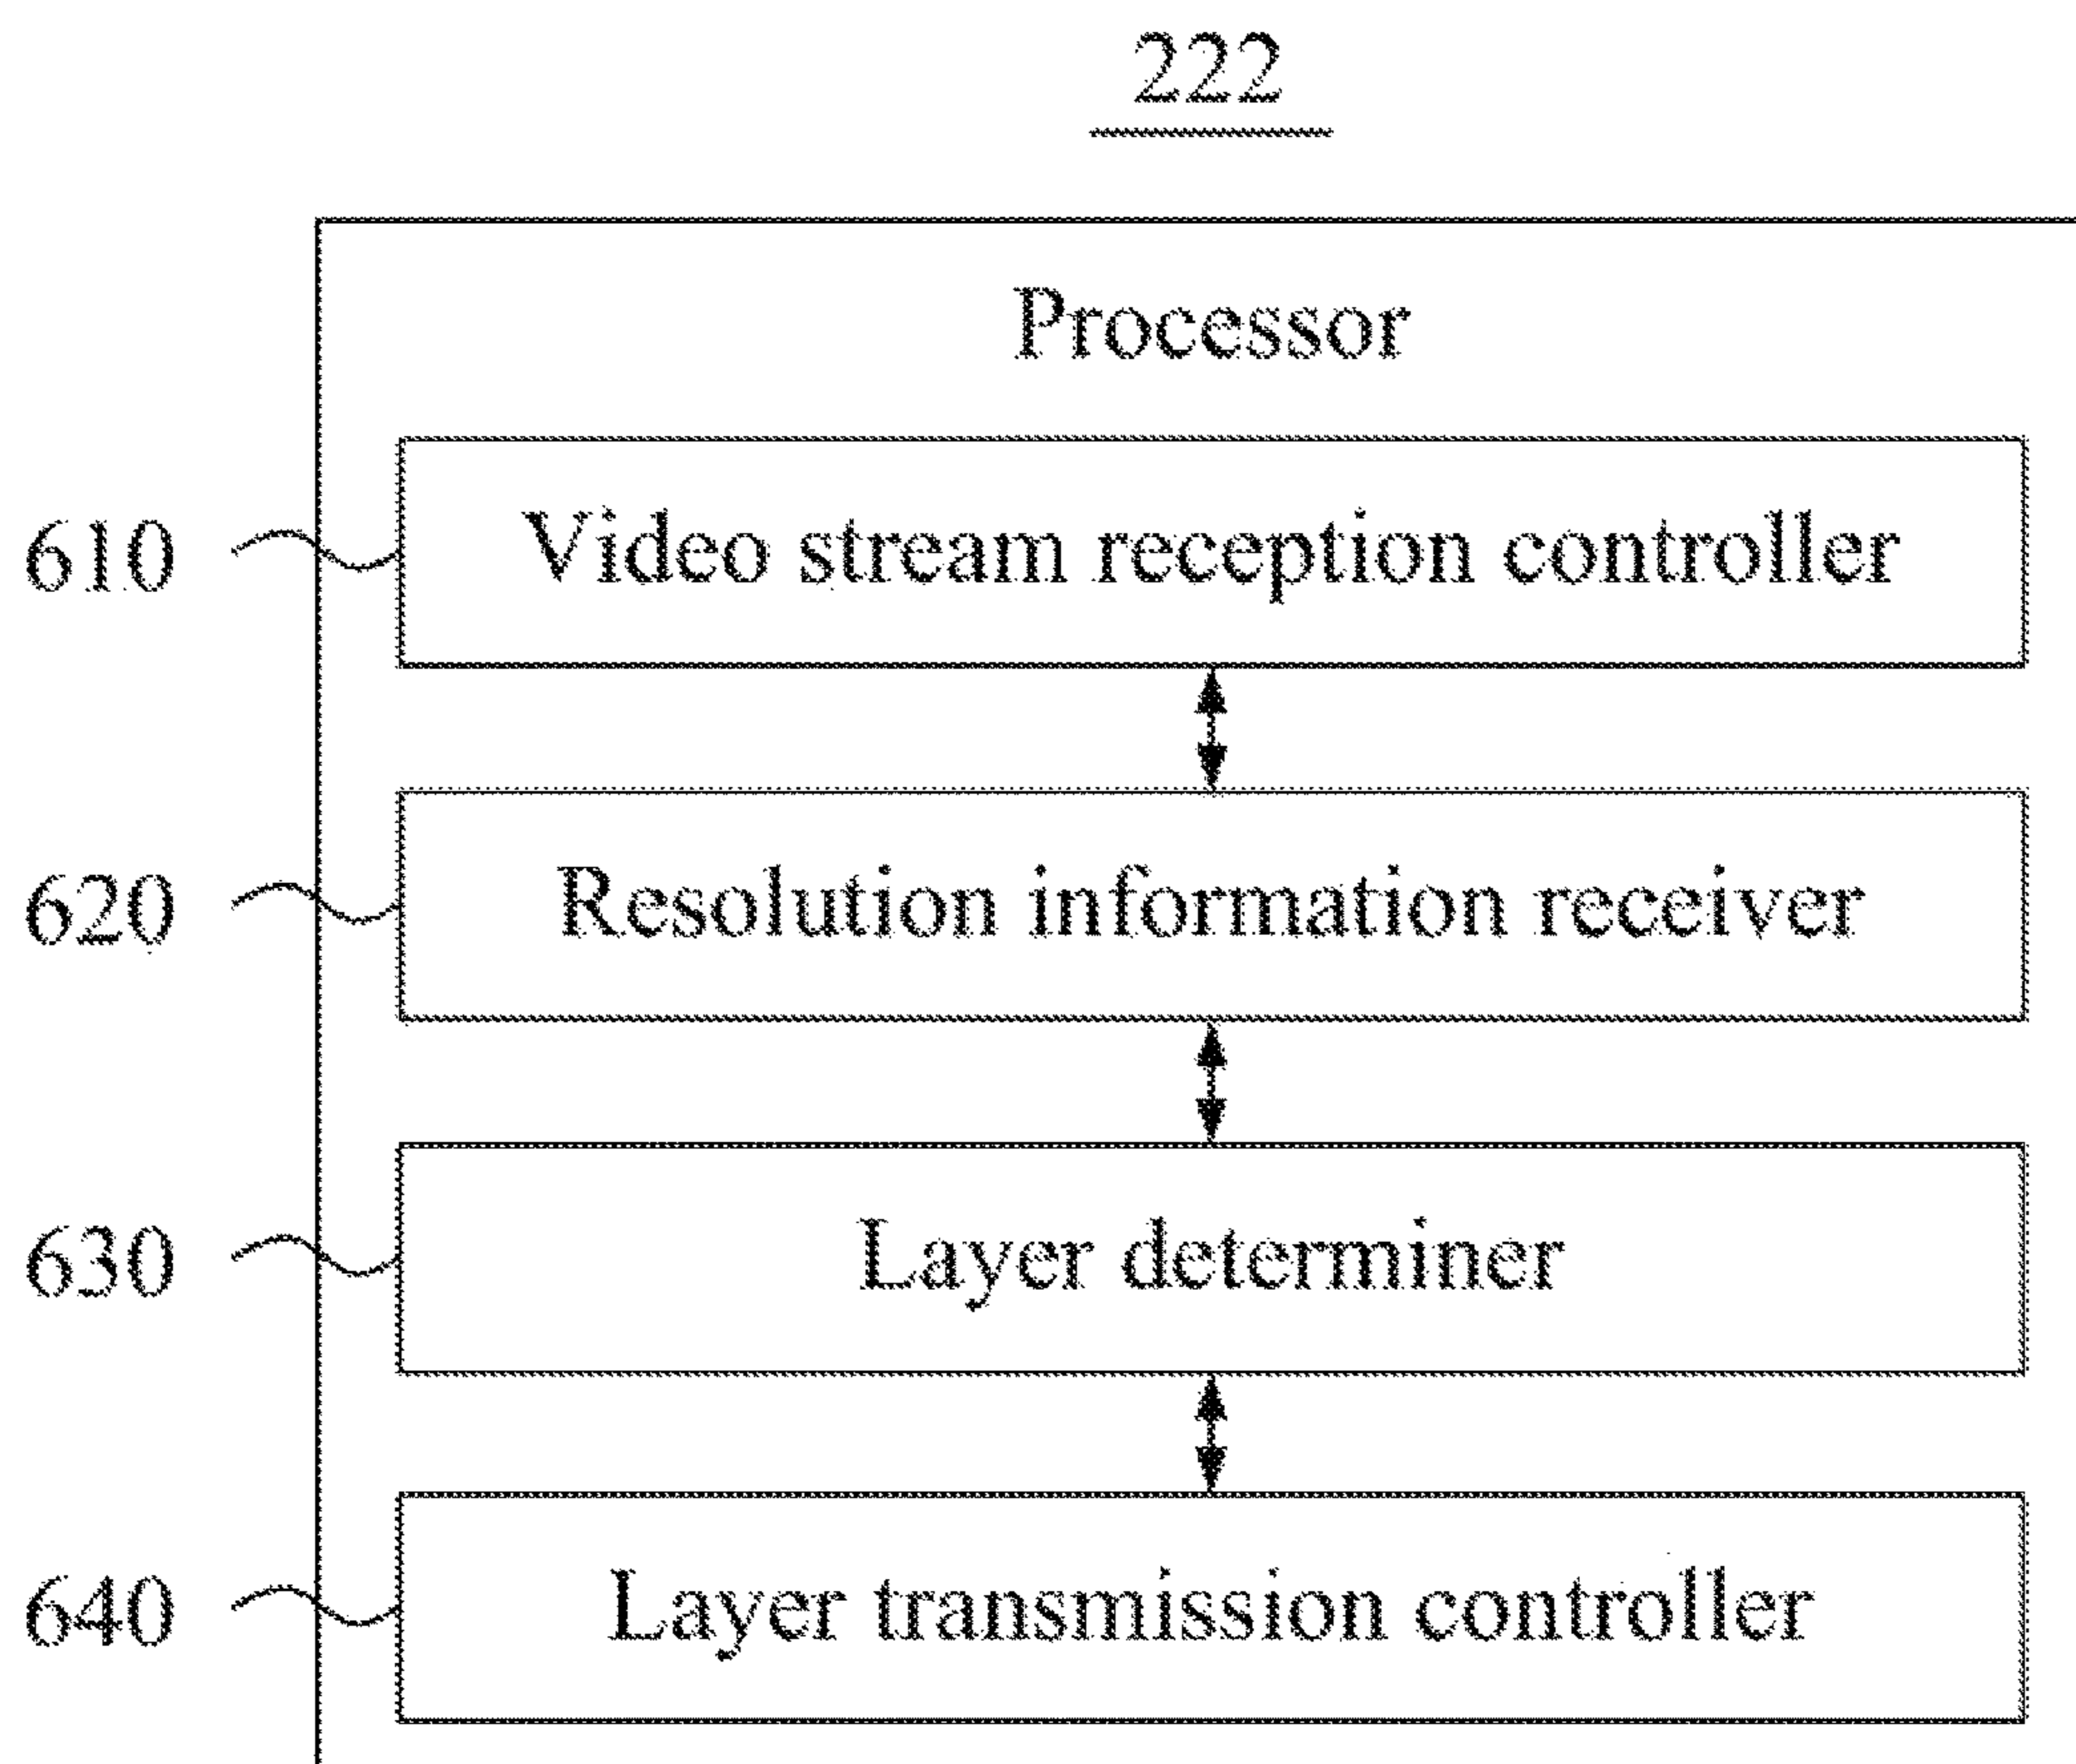 222
Processor
610 Video stream reception controller
620 Resolution information receiver
630 Layer determiner
640 Layer transmission controller